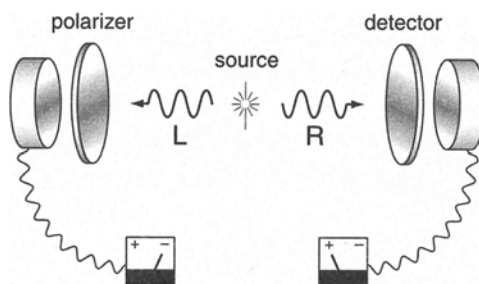 polarizer
detector
source
L
R
+ −
+ −